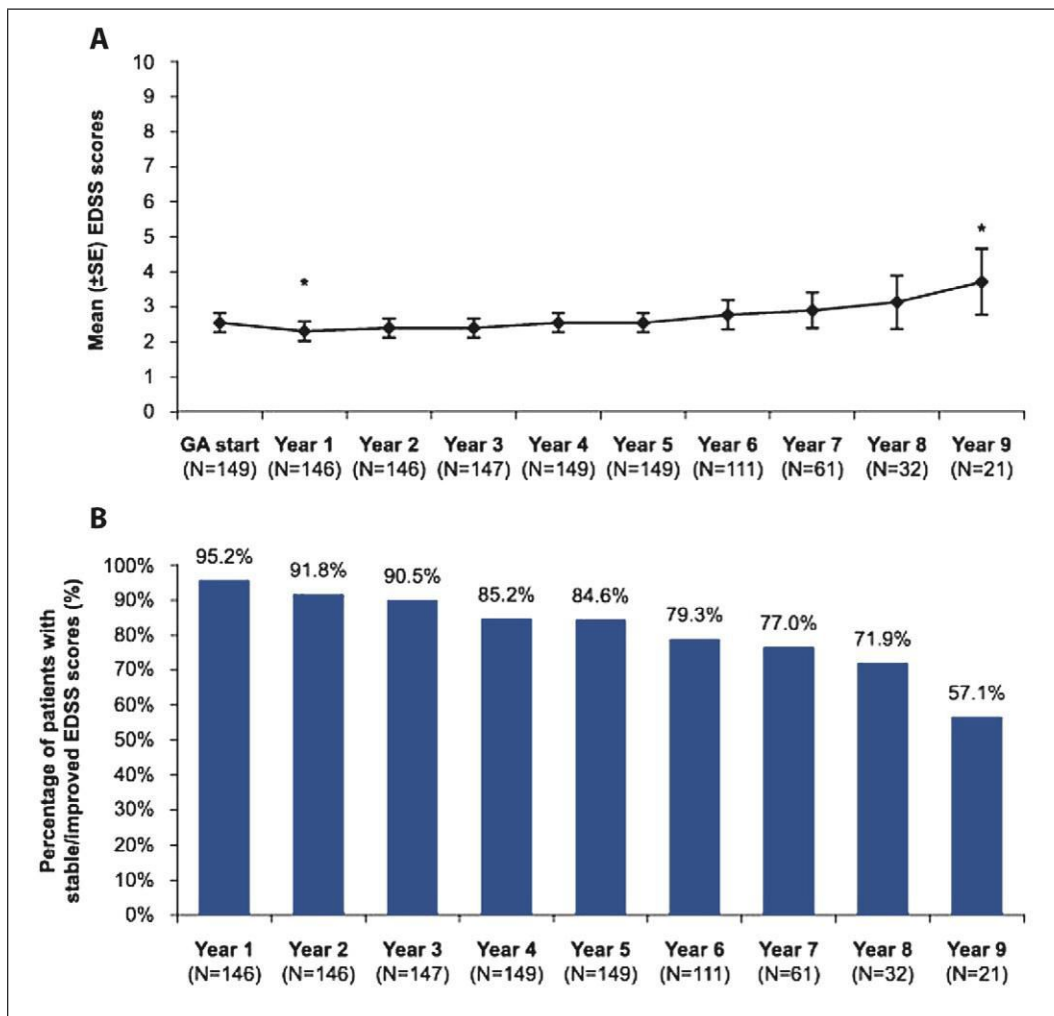 A
Mean (±SE) EDSS scores
10
9
8
7
6
5
4
3
2
1
0
*
*
GA start Year 1 Year 2 Year 3 Year 4 Year 5 Year 6 Year 7 Year 8 Year 9
(N=149) (N=146) (N=146) (N=147) (N=149) (N=149) (N=111) (N=61) (N=32) (N=21)
B
Percentage of patients with
stable/improved EDSS scores (%)
100%
90%
80%
70%
60%
50%
40%
30%
20%
10%
0%
95.2% 91.8% 90.5% 85.2% 84.6% 79.3% 77.0% 71.9% 57.1%
Year 1 Year 2 Year 3 Year 4 Year 5 Year 6 Year 7 Year 8 Year 9
(N=146) (N=146) (N=147) (N=149) (N=149) (N=111) (N=61) (N=32) (N=21)